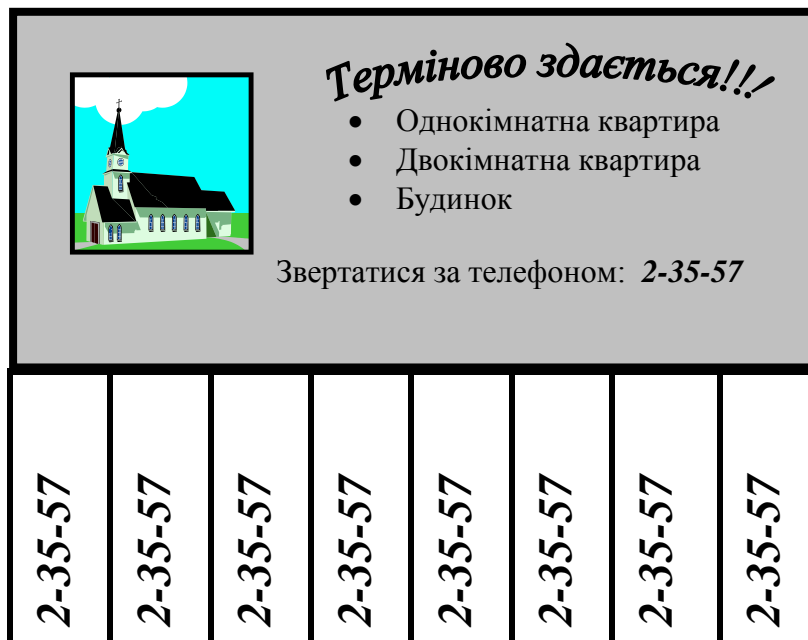 Терміново здається!!!
• Однокімнатна квартира
• Двокімнатна квартира
• Будинок
Звертатися за телефоном: 2-35-57
2-35-57
2-35-57
2-35-57
2-35-57
2-35-57
2-35-57
2-35-57
2-35-57